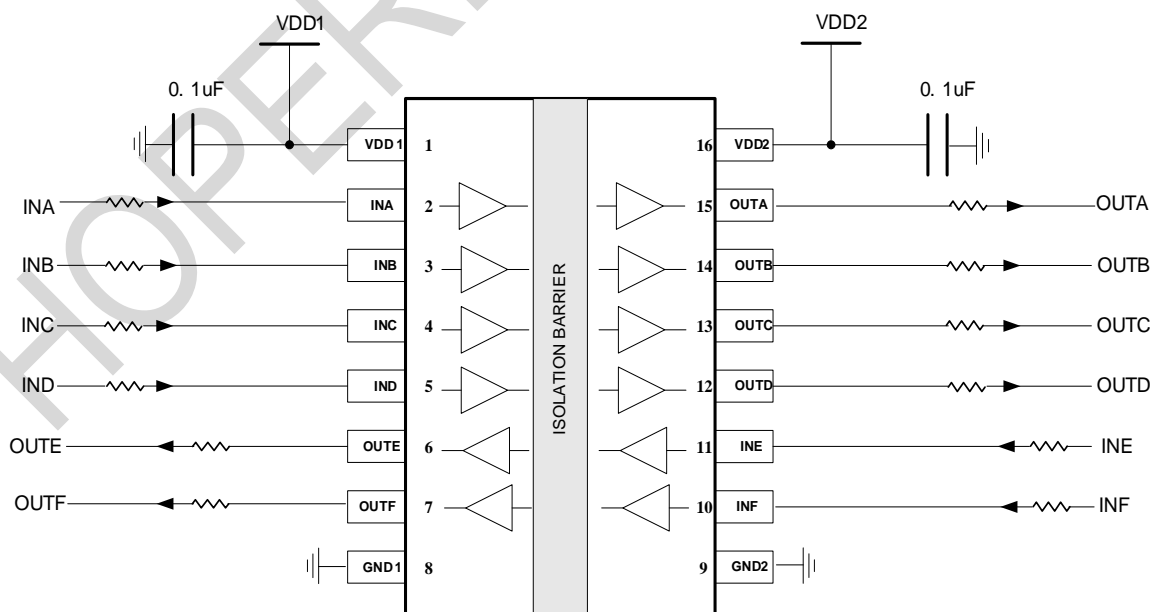 VDD1
VDD2
0. 1uF
0. 1uF
VDD1 1
16 VDD2
INA
INA 2
15 OUTA
OUTA
INB
INB 3
14 OUTB
OUTB
INC
INC 4
13 OUTC
OUTC
IND
IND 5
12 OUTD
OUTD
OUTE
OUTE 6
11 INE
INE
OUTF
OUTF 7
10 INF
INF
GND1 8
9 GND2
ISOLATION BARRIER
HOPER